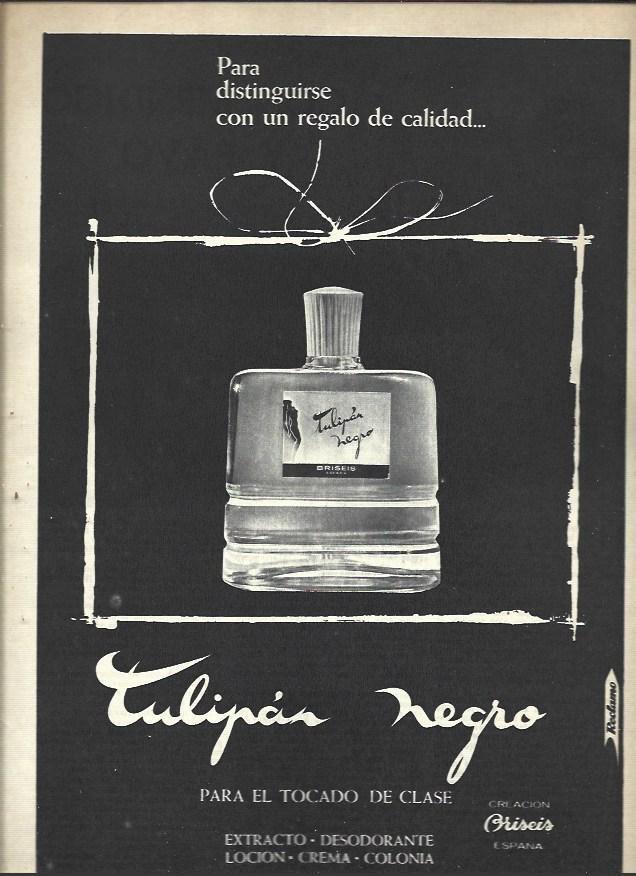 Para
distinguirse
con un regalo de calidad...
Tulipán
negro
BRISEIS
Tulipán negro
Reclamo
PARA EL TOCADO DE CLASE
CREACION
Briseis
ESPAÑA
EXTRACTO - DESODORANTE
LOCION - CREMA - COLONIA